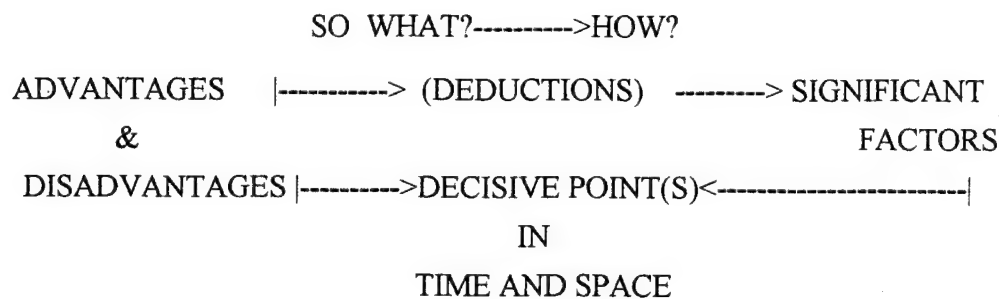 SO WHAT?---------->HOW?
ADVANTAGES |-----------> (DEDUCTIONS) ---------> SIGNIFICANT
& FACTORS
DISADVANTAGES |---------->DECISIVE POINT(S)<-------------------------|
IN
TIME AND SPACE